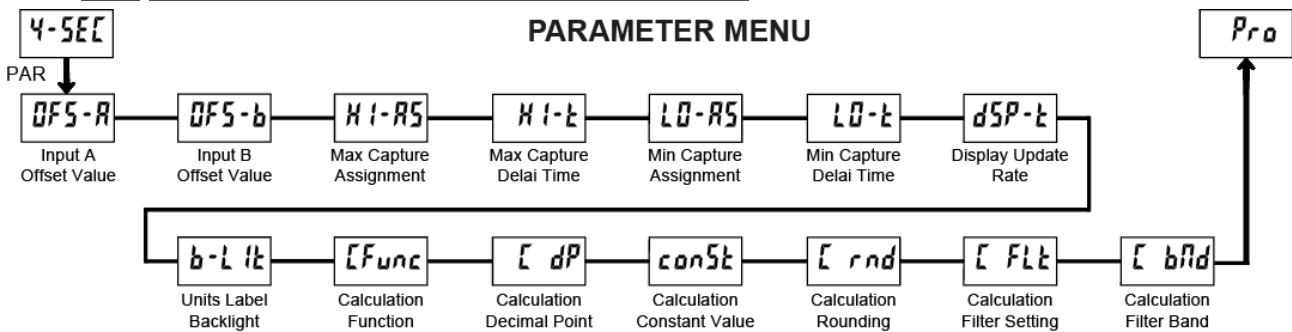 4-SEC
PARAMETER MENU
Pro
PAR
OFS-A
OFS-b
HI-AS
HI-t
LO-AS
LO-t
dSP-t
Input A
Offset Value
Input B
Offset Value
Max Capture
Assignment
Max Capture
Delai Time
Min Capture
Assignment
Min Capture
Delai Time
Display Update
Rate
b-LIt
CFunc
C dP
conSt
C rnd
C FLt
C bNd
Units Label
Backlight
Calculation
Function
Calculation
Decimal Point
Calculation
Constant Value
Calculation
Rounding
Calculation
Filter Setting
Calculation
Filter Band